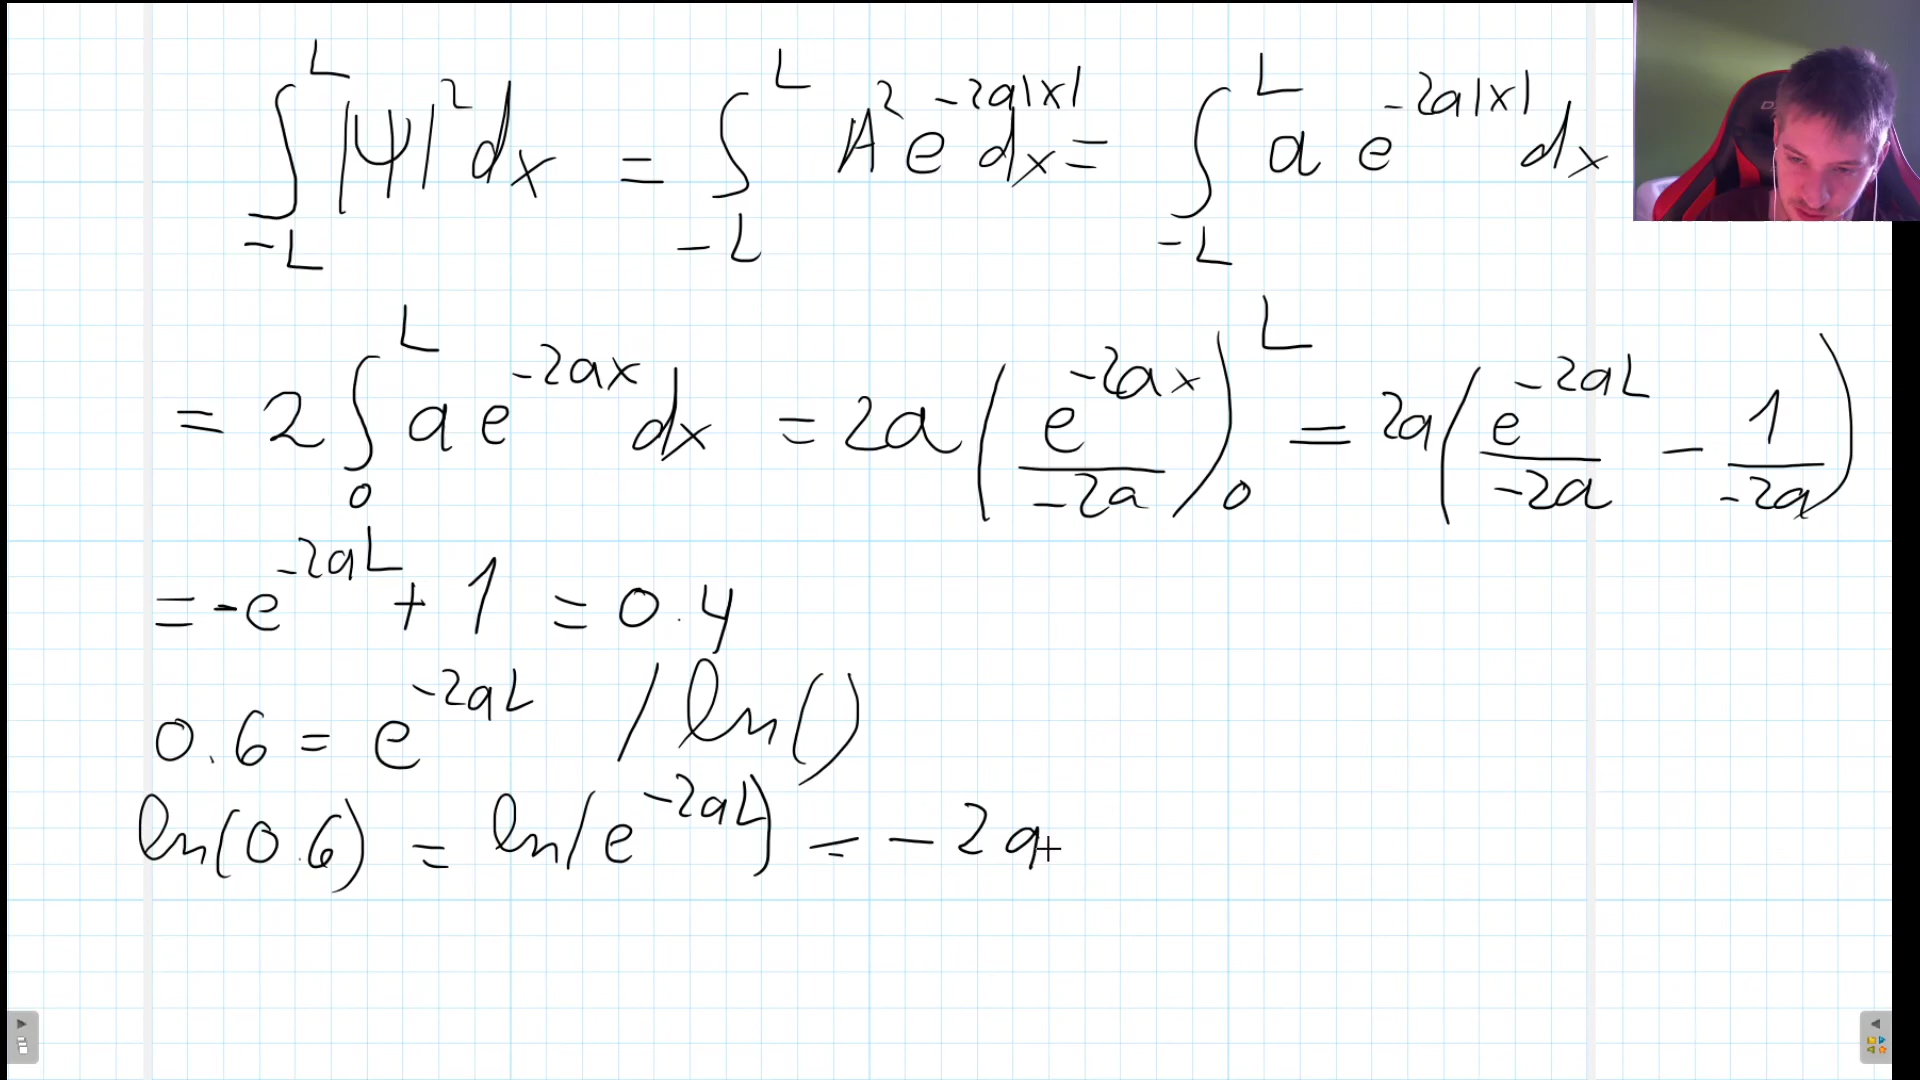 ∫_{-L}^{L} |Ψ|² dx = ∫_{-L}^{L} A² e^{-2a|x|} dx = ∫_{-L}^{L} a e^{-2a|x|} dx
= 2 ∫_{0}^{L} a e^{-2ax} dx = 2a (e^{-2ax}/-2a)_{0}^{L} = 2a (e^{-2aL}/-2a - 1/-2a)
= -e^{-2aL} + 1 = 0.4
0.6 = e^{-2aL} / ln()
ln(0.6) = ln(e^{-2aL}) = -2a